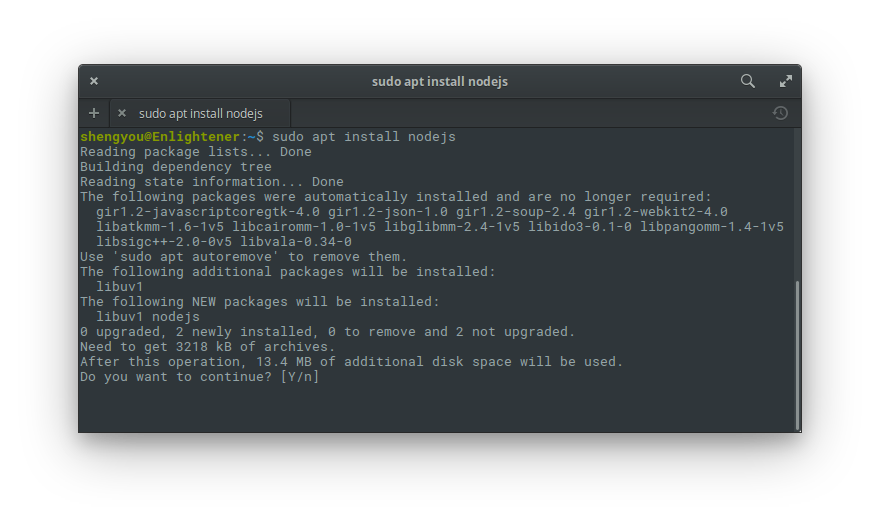 sudo apt install nodejs
sudo apt install nodejs
shengyou@Enlightener:~$ sudo apt install nodejs
Reading package lists... Done
Building dependency tree
Reading state information... Done
The following packages were automatically installed and are no longer required:
  gir1.2-javascriptcoregtk-4.0 gir1.2-json-1.0 gir1.2-soup-2.4 gir1.2-webkit2-4.0
  libatkmm-1.6-1v5 libcairomm-1.0-1v5 libglibmm-2.4-1v5 libido3-0.1-0 libpangomm-1.4-1v5
  libsigc++-2.0-0v5 libvala-0.34-0
Use 'sudo apt autoremove' to remove them.
The following additional packages will be installed:
  libuv1
The following NEW packages will be installed:
  libuv1 nodejs
0 upgraded, 2 newly installed, 0 to remove and 2 not upgraded.
Need to get 3218 kB of archives.
After this operation, 13.4 MB of additional disk space will be used.
Do you want to continue? [Y/n]